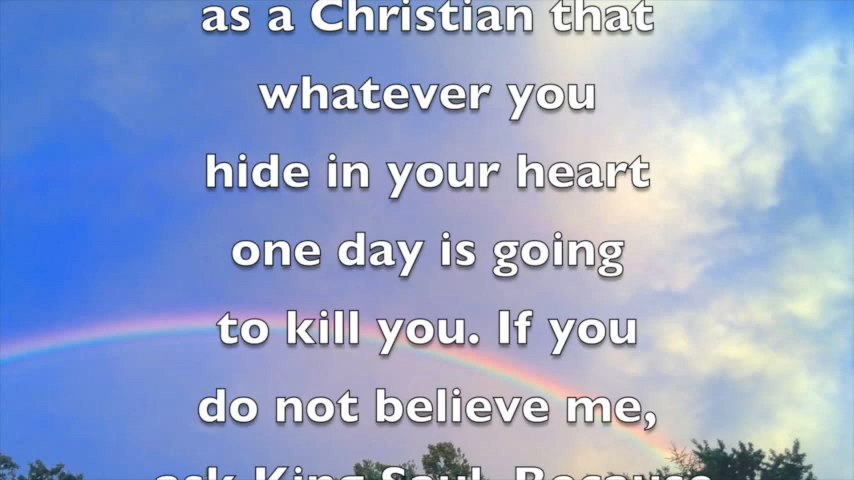 as a Christian that
whatever you
hide in your heart
one day is going
to kill you. If you
do not believe me,
ask King Saul. Because